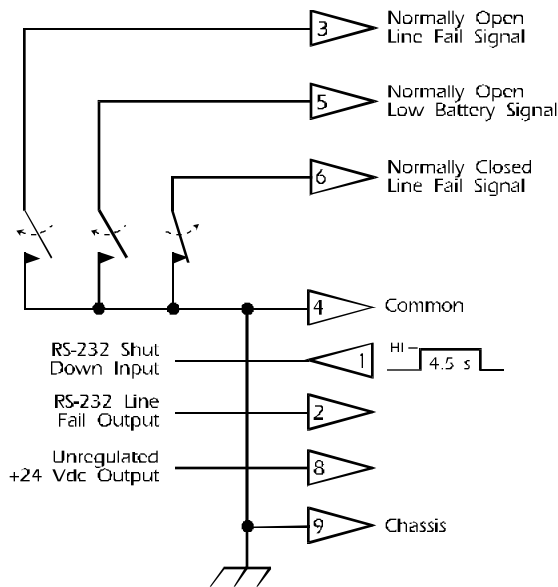 3
Normally Open
Line Fail Signal
5
Normally Open
Low Battery Signal
6
Normally Closed
Line Fail Signal
4
Common
RS-232 Shut
Down Input
1
HI
4.5 s
RS-232 Line
Fail Output
2
Unregulated
+24 Vdc Output
8
9
Chassis